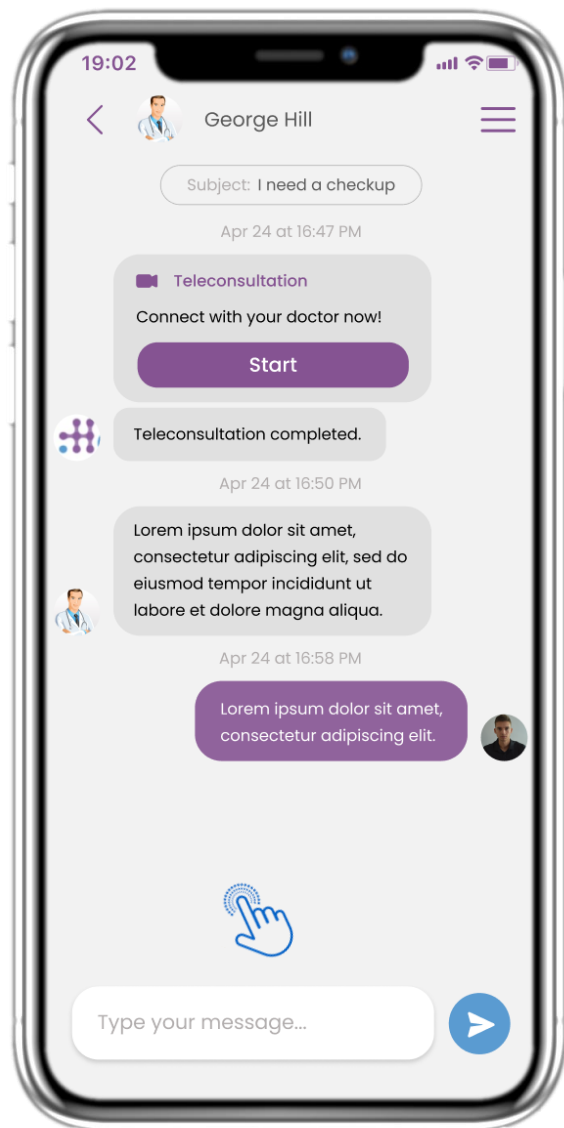 19:02
George Hill
Subject: I need a checkup
Apr 24 at 16:47 PM
Teleconsultation
Connect with your doctor now!
Start
Teleconsultation completed.
Apr 24 at 16:50 PM
Lorem ipsum dolor sit amet,
consectetur adipiscing elit, sed do
eiusmod tempor incididunt ut
labore et dolore magna aliqua.
Apr 24 at 16:58 PM
Lorem ipsum dolor sit amet,
consectetur adipiscing elit.
Type your message...